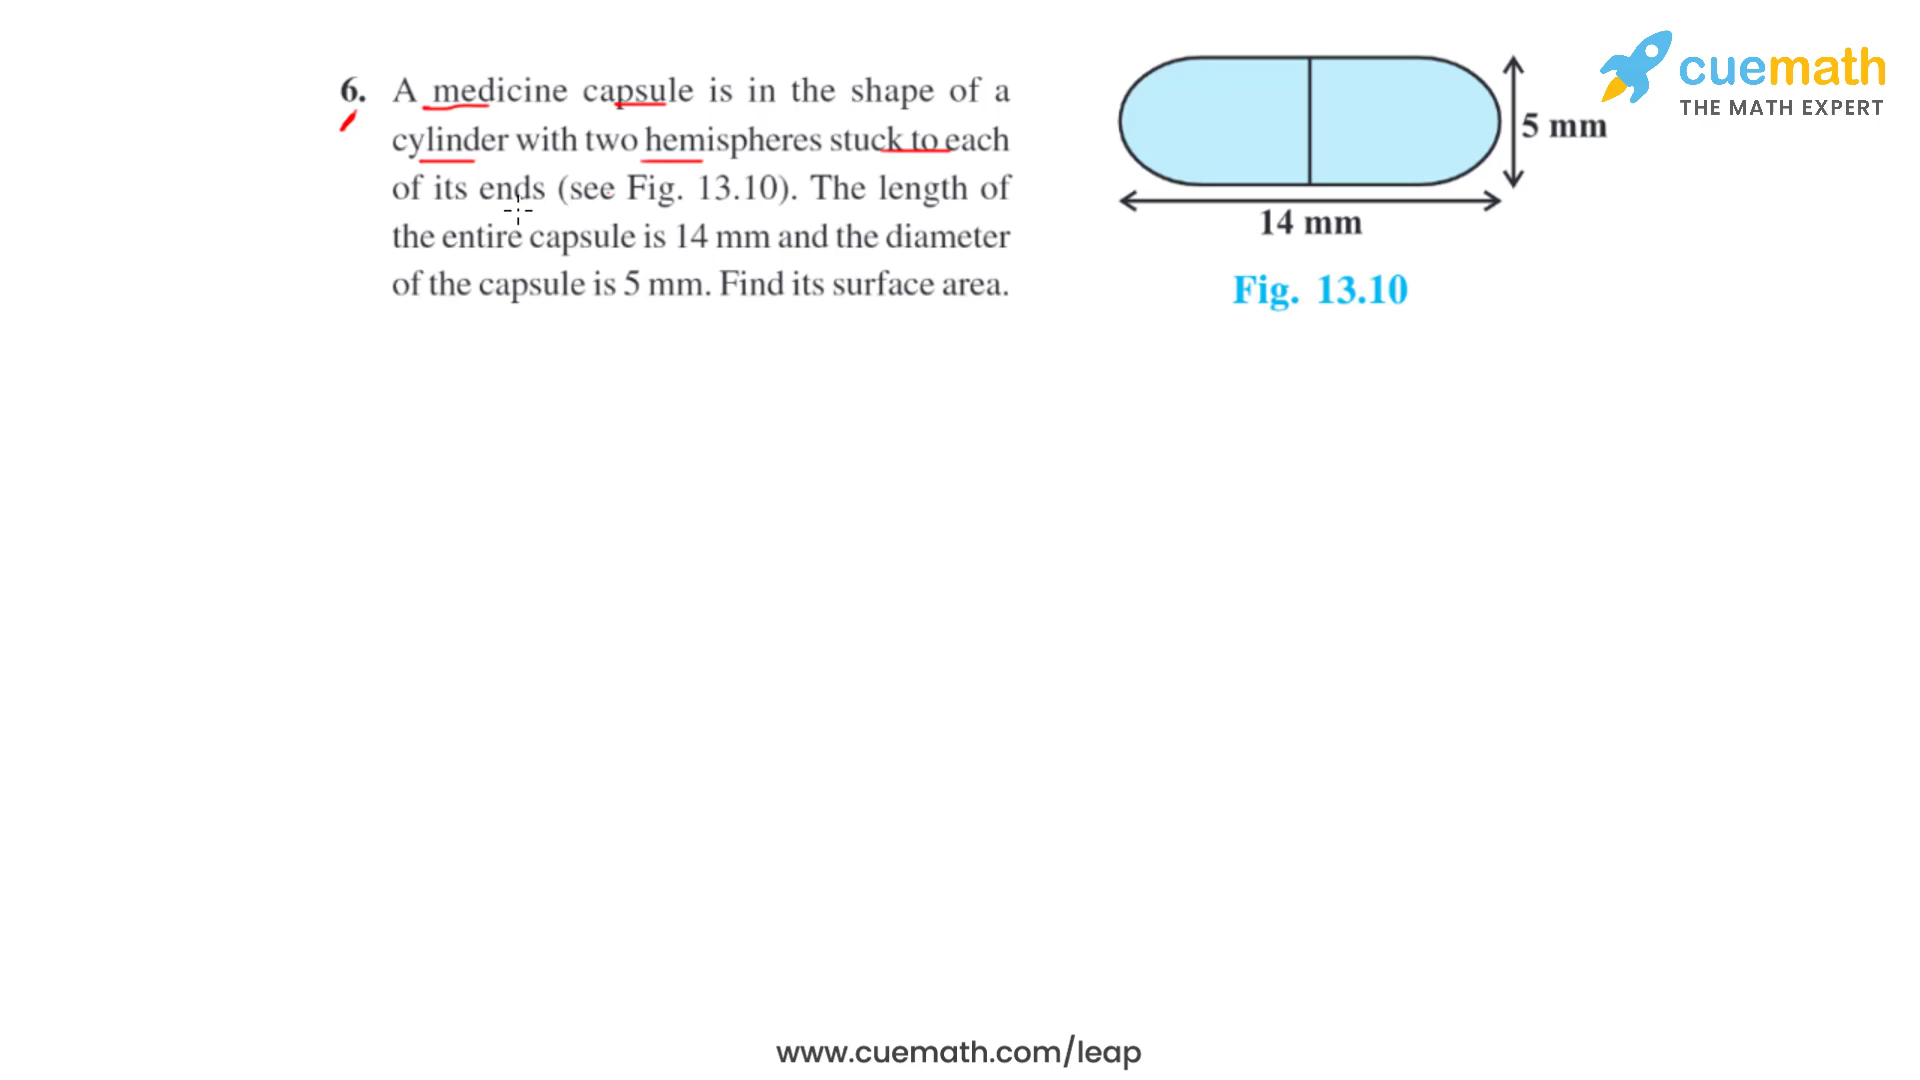 6. A medicine capsule is in the shape of a
cylinder with two hemispheres stuck to each
of its ends (see Fig. 13.10). The length of
the entire capsule is 14 mm and the diameter
of the capsule is 5 mm. Find its surface area.
5 mm
14 mm
Fig. 13.10
cuemath
THE MATH EXPERT
www.cuemath.com/leap